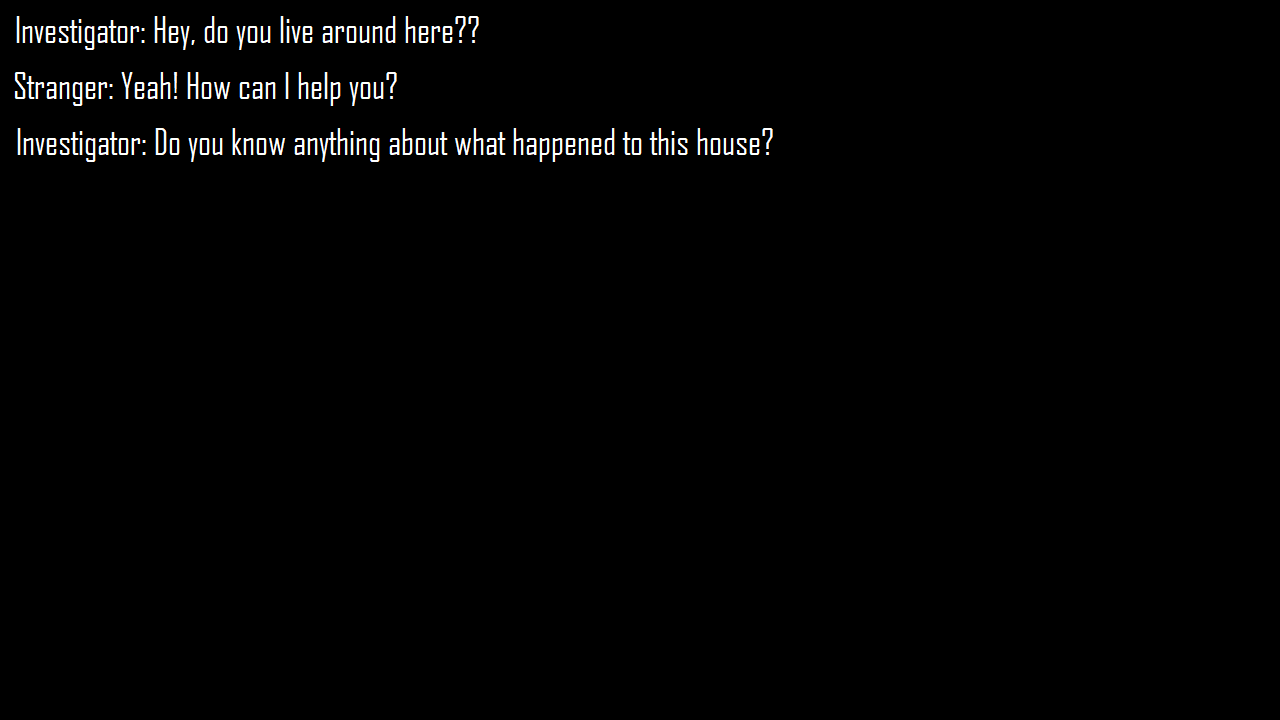 Investigator: Hey, do you live around here??
Stranger: Yeah! How can I help you?
Investigator: Do you know anything about what happened to this house?